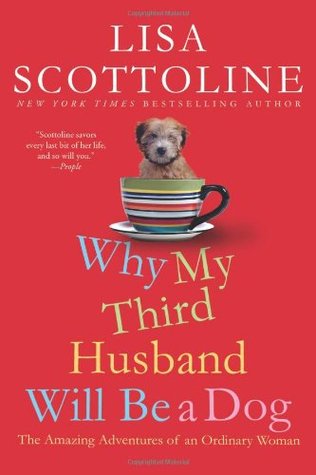 LISA
SCOTTOLINE
NEW YORK TIMES BESTSELLING AUTHOR
"Scottoline savors
every last bit of her life,
and so will you."
—People
Why My
Third
Husband
Will Be a Dog
The Amazing Adventures of an Ordinary Woman